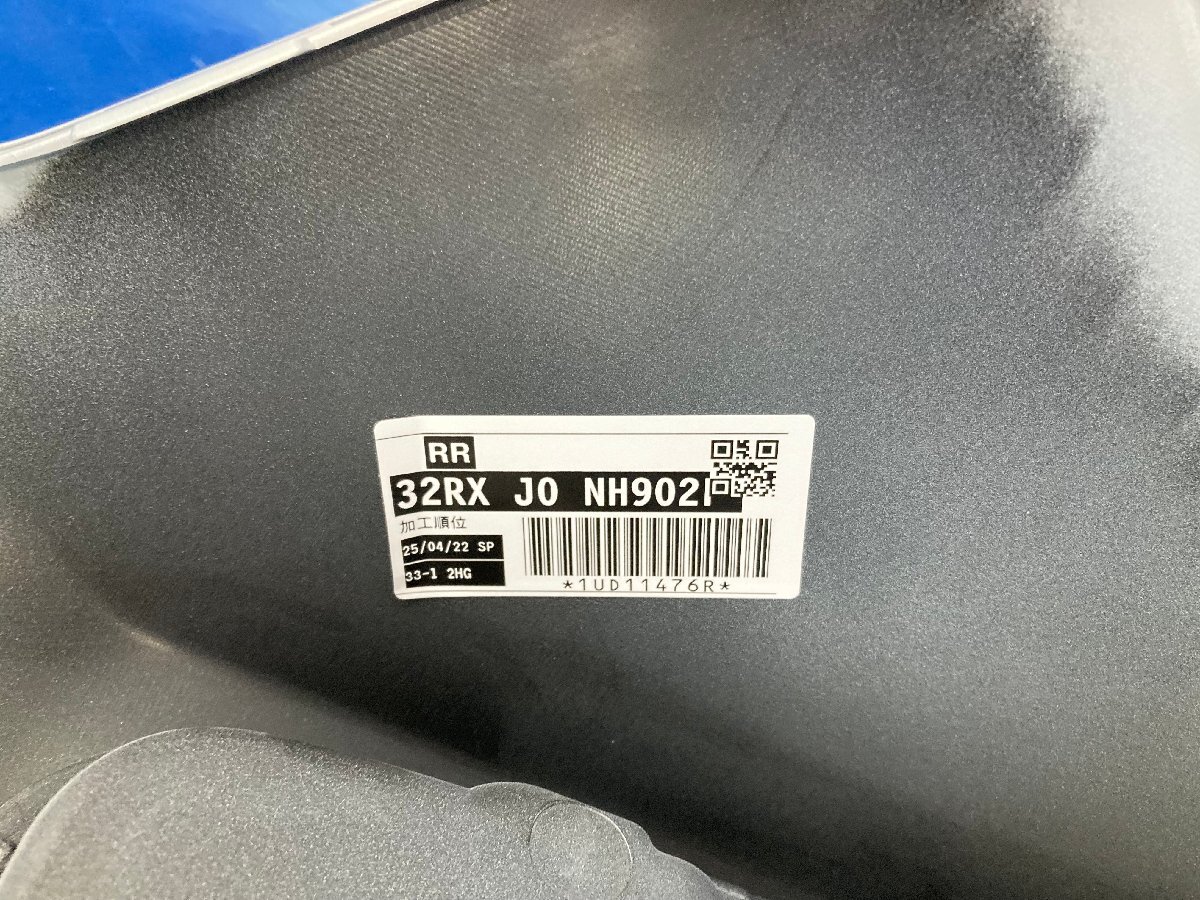 RR
32RX J0 NH902
加工順位
25/04/22 SP
33-1 2HG
*1UD11476R*